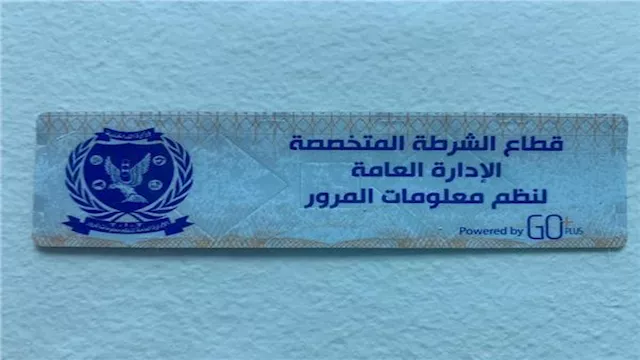 قطاع الشرطة المتخصصة
الإدارة العامة
لنظم معلومات المرور
Powered by GO+ PLUS